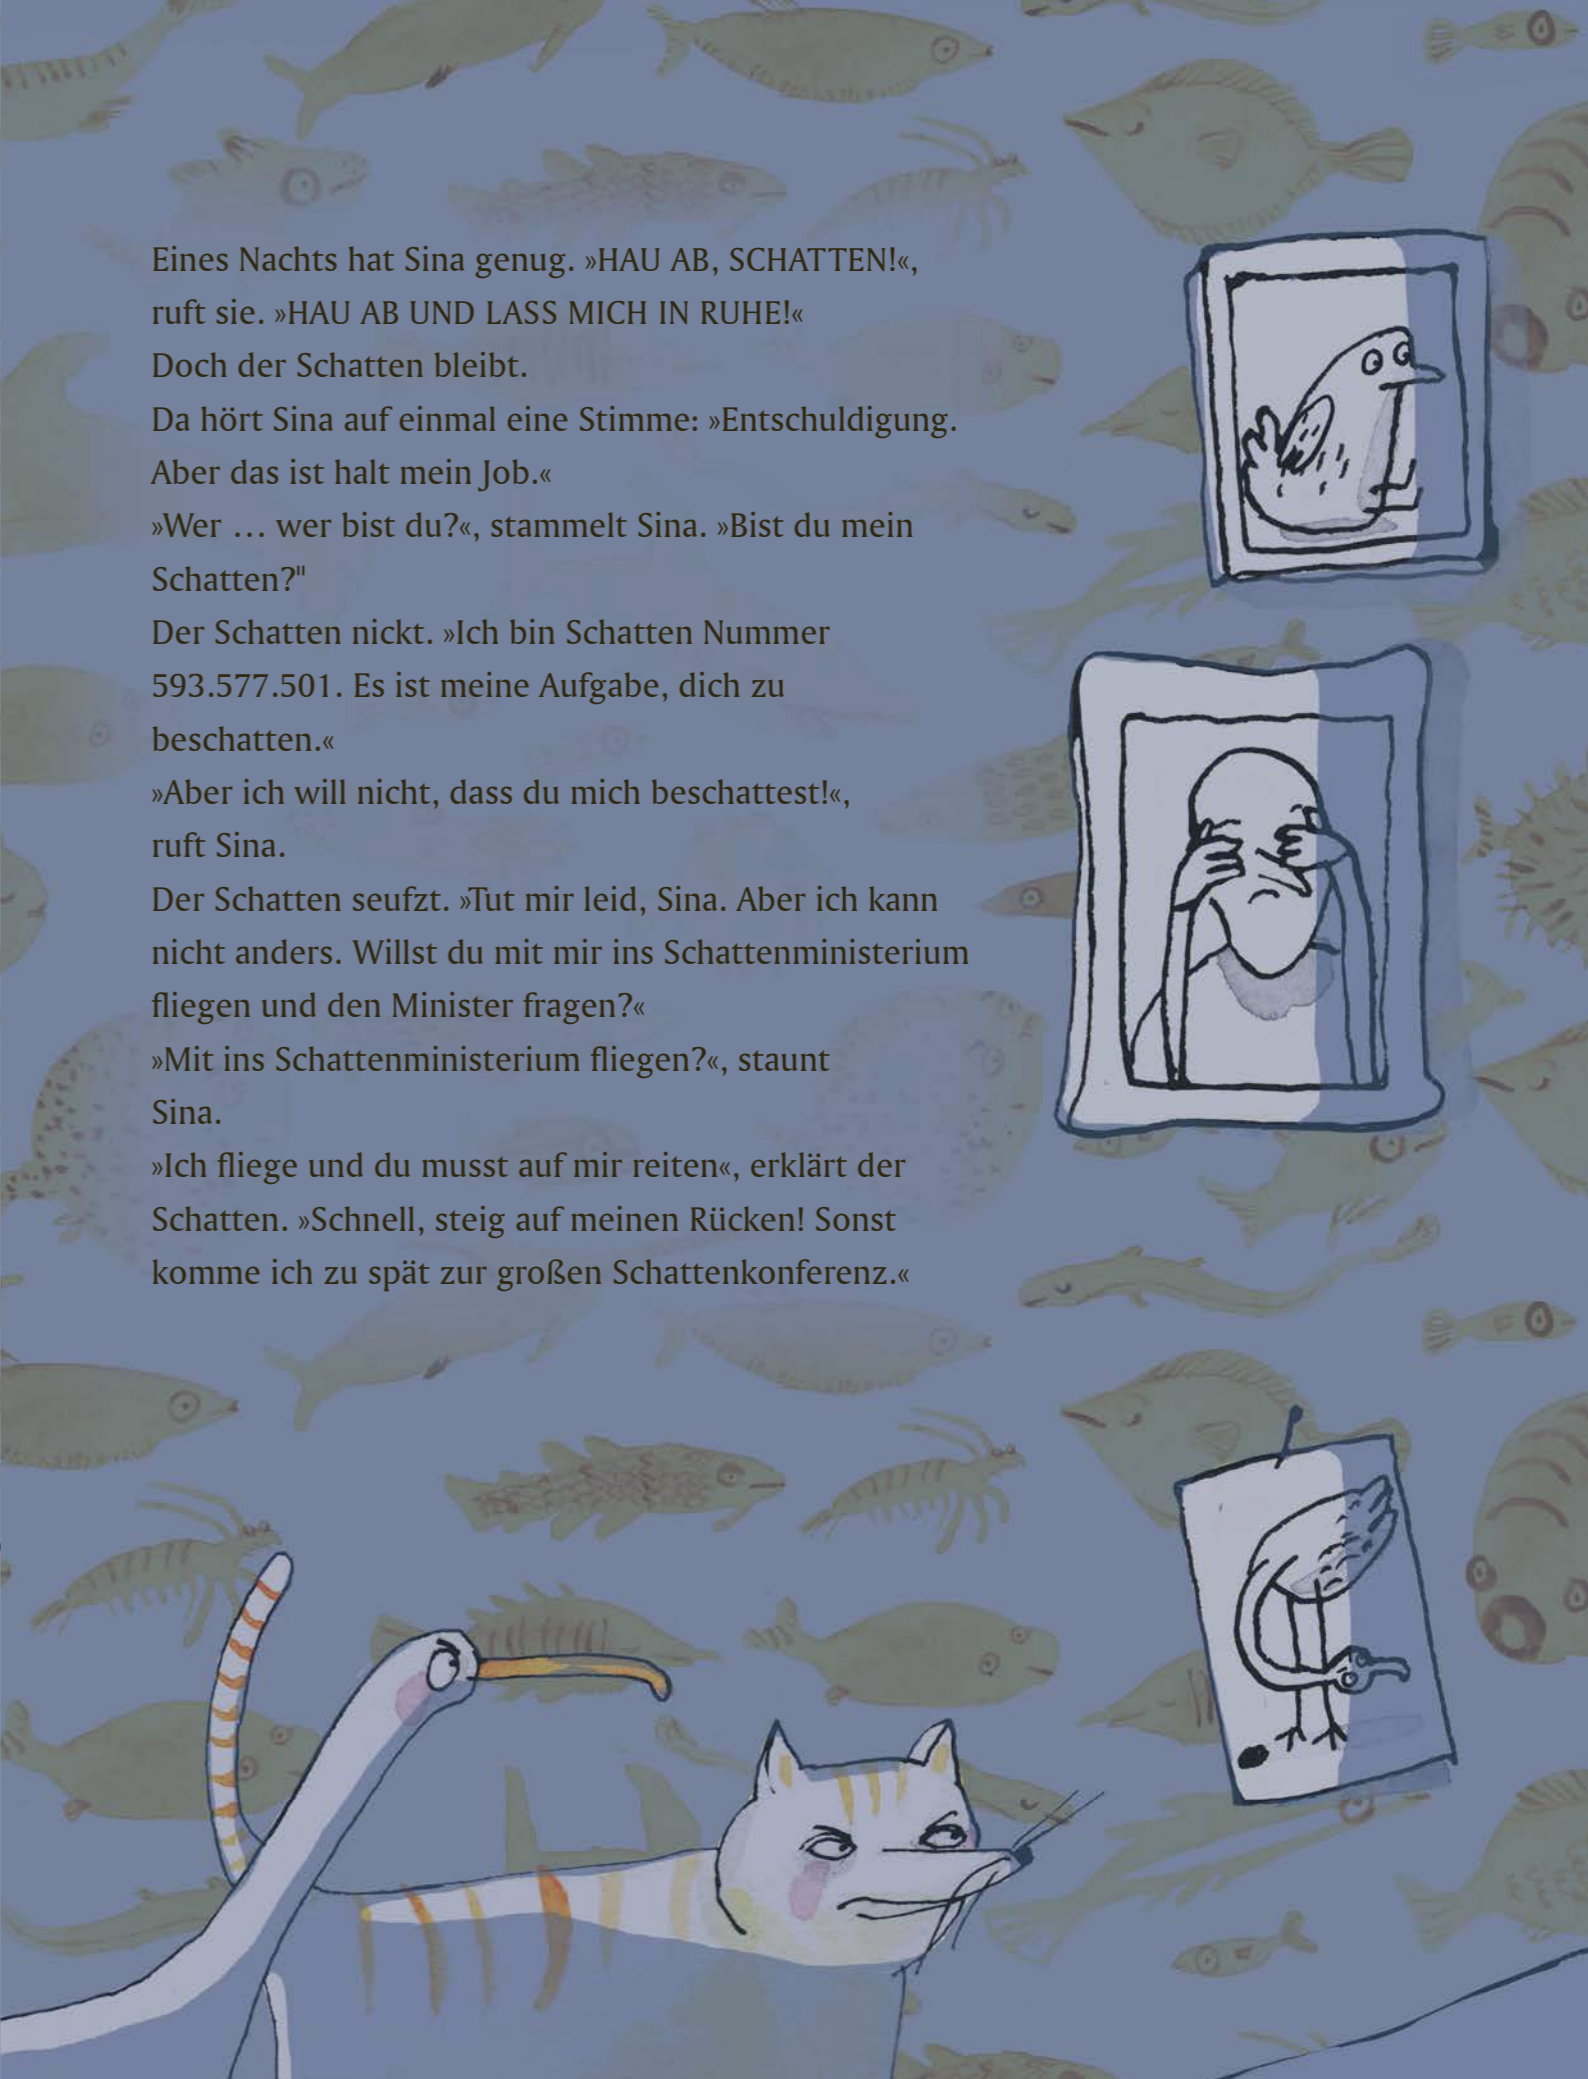 Eines Nachts hat Sina genug. »HAU AB, SCHATTEN!«,
ruft sie. »HAU AB UND LASS MICH IN RUHE!«
Doch der Schatten bleibt.
Da hört Sina auf einmal eine Stimme: »Entschuldigung.
Aber das ist halt mein Job.«
»Wer … wer bist du?«, stammelt Sina. »Bist du mein
Schatten?"
Der Schatten nickt. »Ich bin Schatten Nummer
593.577.501. Es ist meine Aufgabe, dich zu
beschatten.«
»Aber ich will nicht, dass du mich beschattest!«,
ruft Sina.
Der Schatten seufzt. »Tut mir leid, Sina. Aber ich kann
nicht anders. Willst du mit mir ins Schattenministerium
fliegen und den Minister fragen?«
»Mit ins Schattenministerium fliegen?«, staunt
Sina.
»Ich fliege und du musst auf mir reiten«, erklärt der
Schatten. »Schnell, steig auf meinen Rücken! Sonst
komme ich zu spät zur großen Schattenkonferenz.«